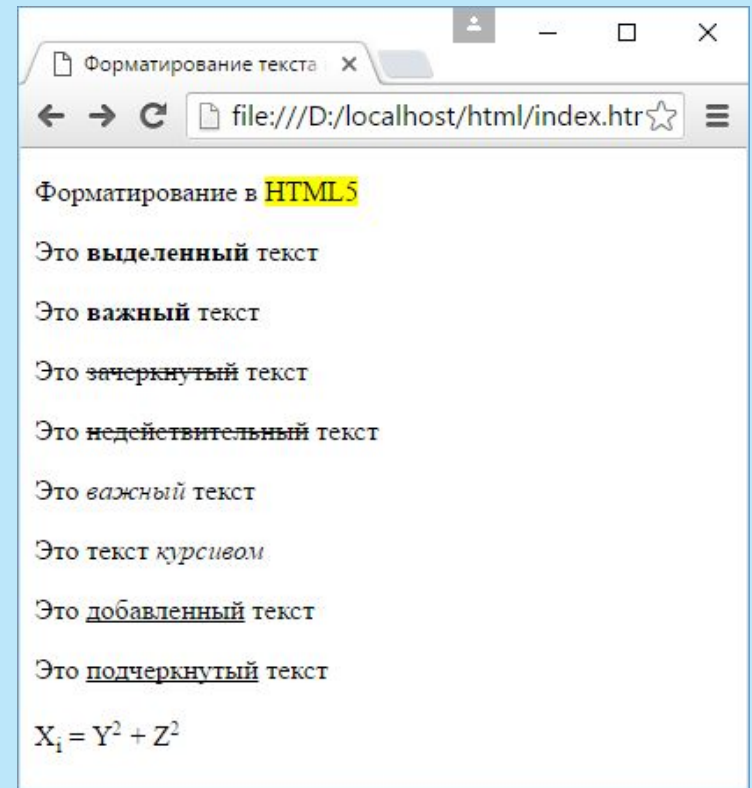 Форматирование текста
file:///D:/localhost/html/index.htr
Форматирование в HTML5
Это выделенный текст
Это важный текст
Это зачеркнутый текст
Это недействительный текст
Это важный текст
Это текст курсивом
Это добавленный текст
Это подчеркнутый текст
Xi = Y2 + Z2